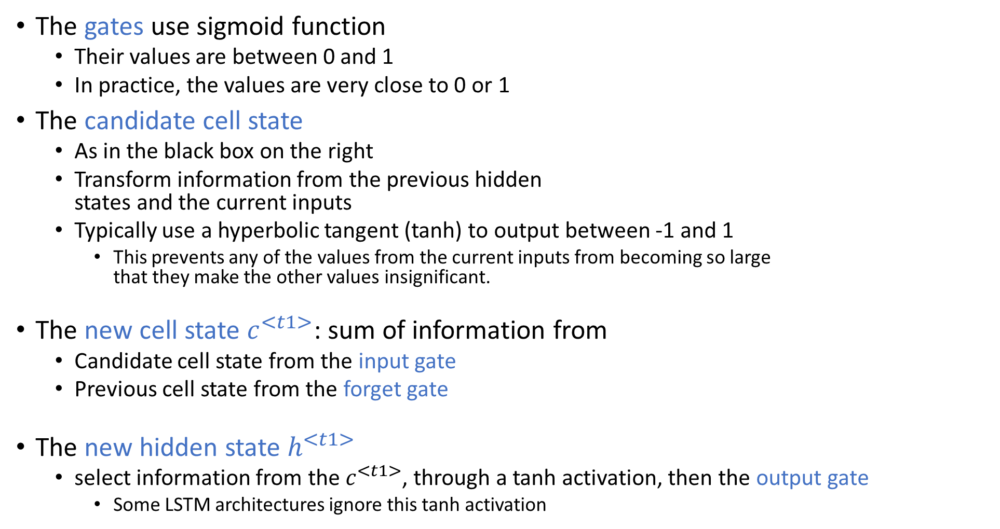 • The gates use sigmoid function
• Their values are between 0 and 1
• In practice, the values are very close to 0 or 1
• The candidate cell state
• As in the black box on the right
• Transform information from the previous hidden
states and the current inputs
• Typically use a hyperbolic tangent (tanh) to output between -1 and 1
• This prevents any of the values from the current inputs from becoming so large
that they make the other values insignificant.
• The new cell state c^<t1>: sum of information from
• Candidate cell state from the input gate
• Previous cell state from the forget gate
• The new hidden state h^<t1>
• select information from the c^<t1>, through a tanh activation, then the output gate
• Some LSTM architectures ignore this tanh activation